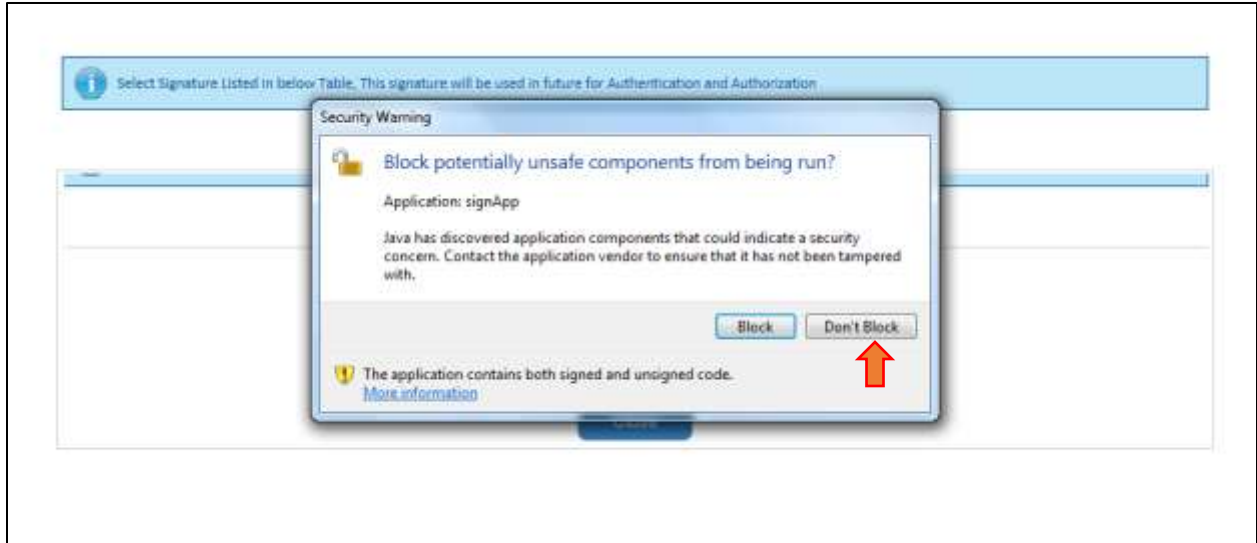 Select Signature Listed in below Table, This signature will be used in future for Authentication and Authorization
Security Warning
Block potentially unsafe components from being run?
Application: signApp
Java has discovered application components that could indicate a security
concern. Contact the application vendor to ensure that it has not been tampered
with.
Block
Don't Block
The application contains both signed and unsigned code.
More information